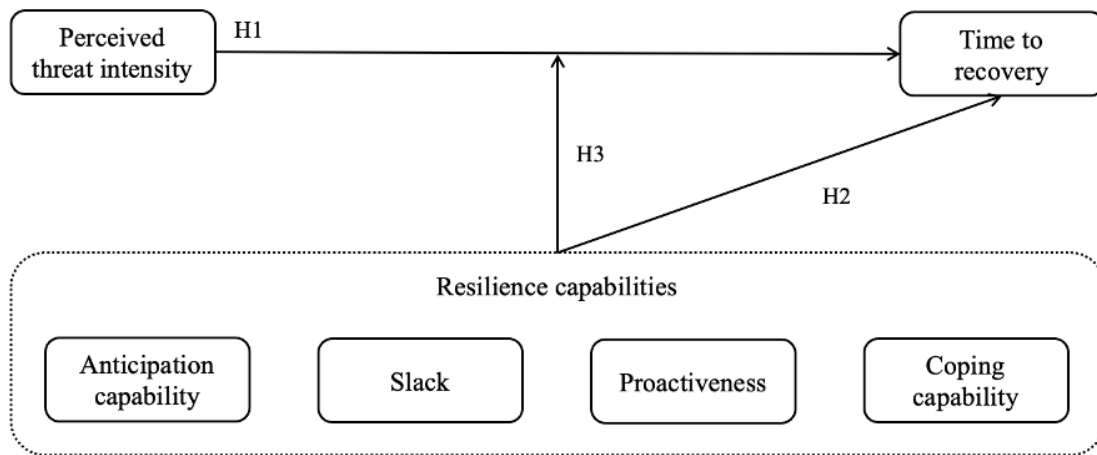 Perceived
threat intensity
H1
Time to
recovery
H3
H2
Resilience capabilities
Anticipation
capability
Slack
Proactiveness
Coping
capability